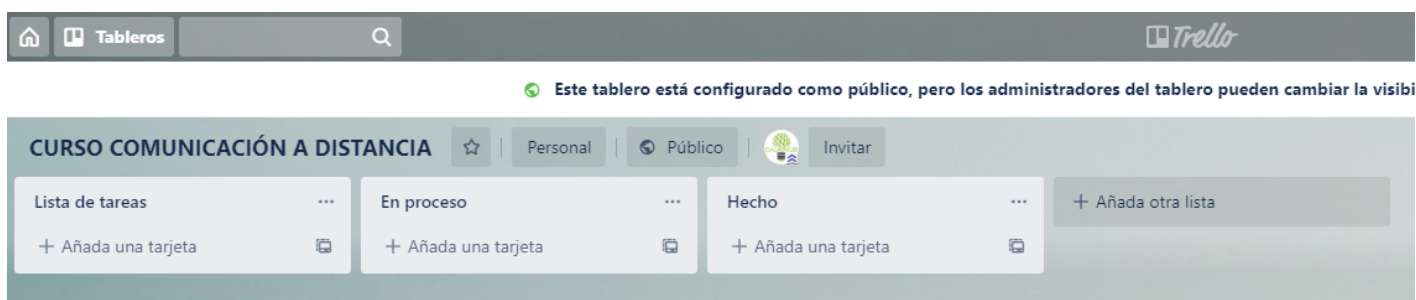 Tableros
Trello
Este tablero está configurado como público, pero los administradores del tablero pueden cambiar la visibi
CURSO COMUNICACIÓN A DISTANCIA Personal Público Invitar
Lista de tareas En proceso Hecho + Añada otra lista
+ Añada una tarjeta + Añada una tarjeta + Añada una tarjeta